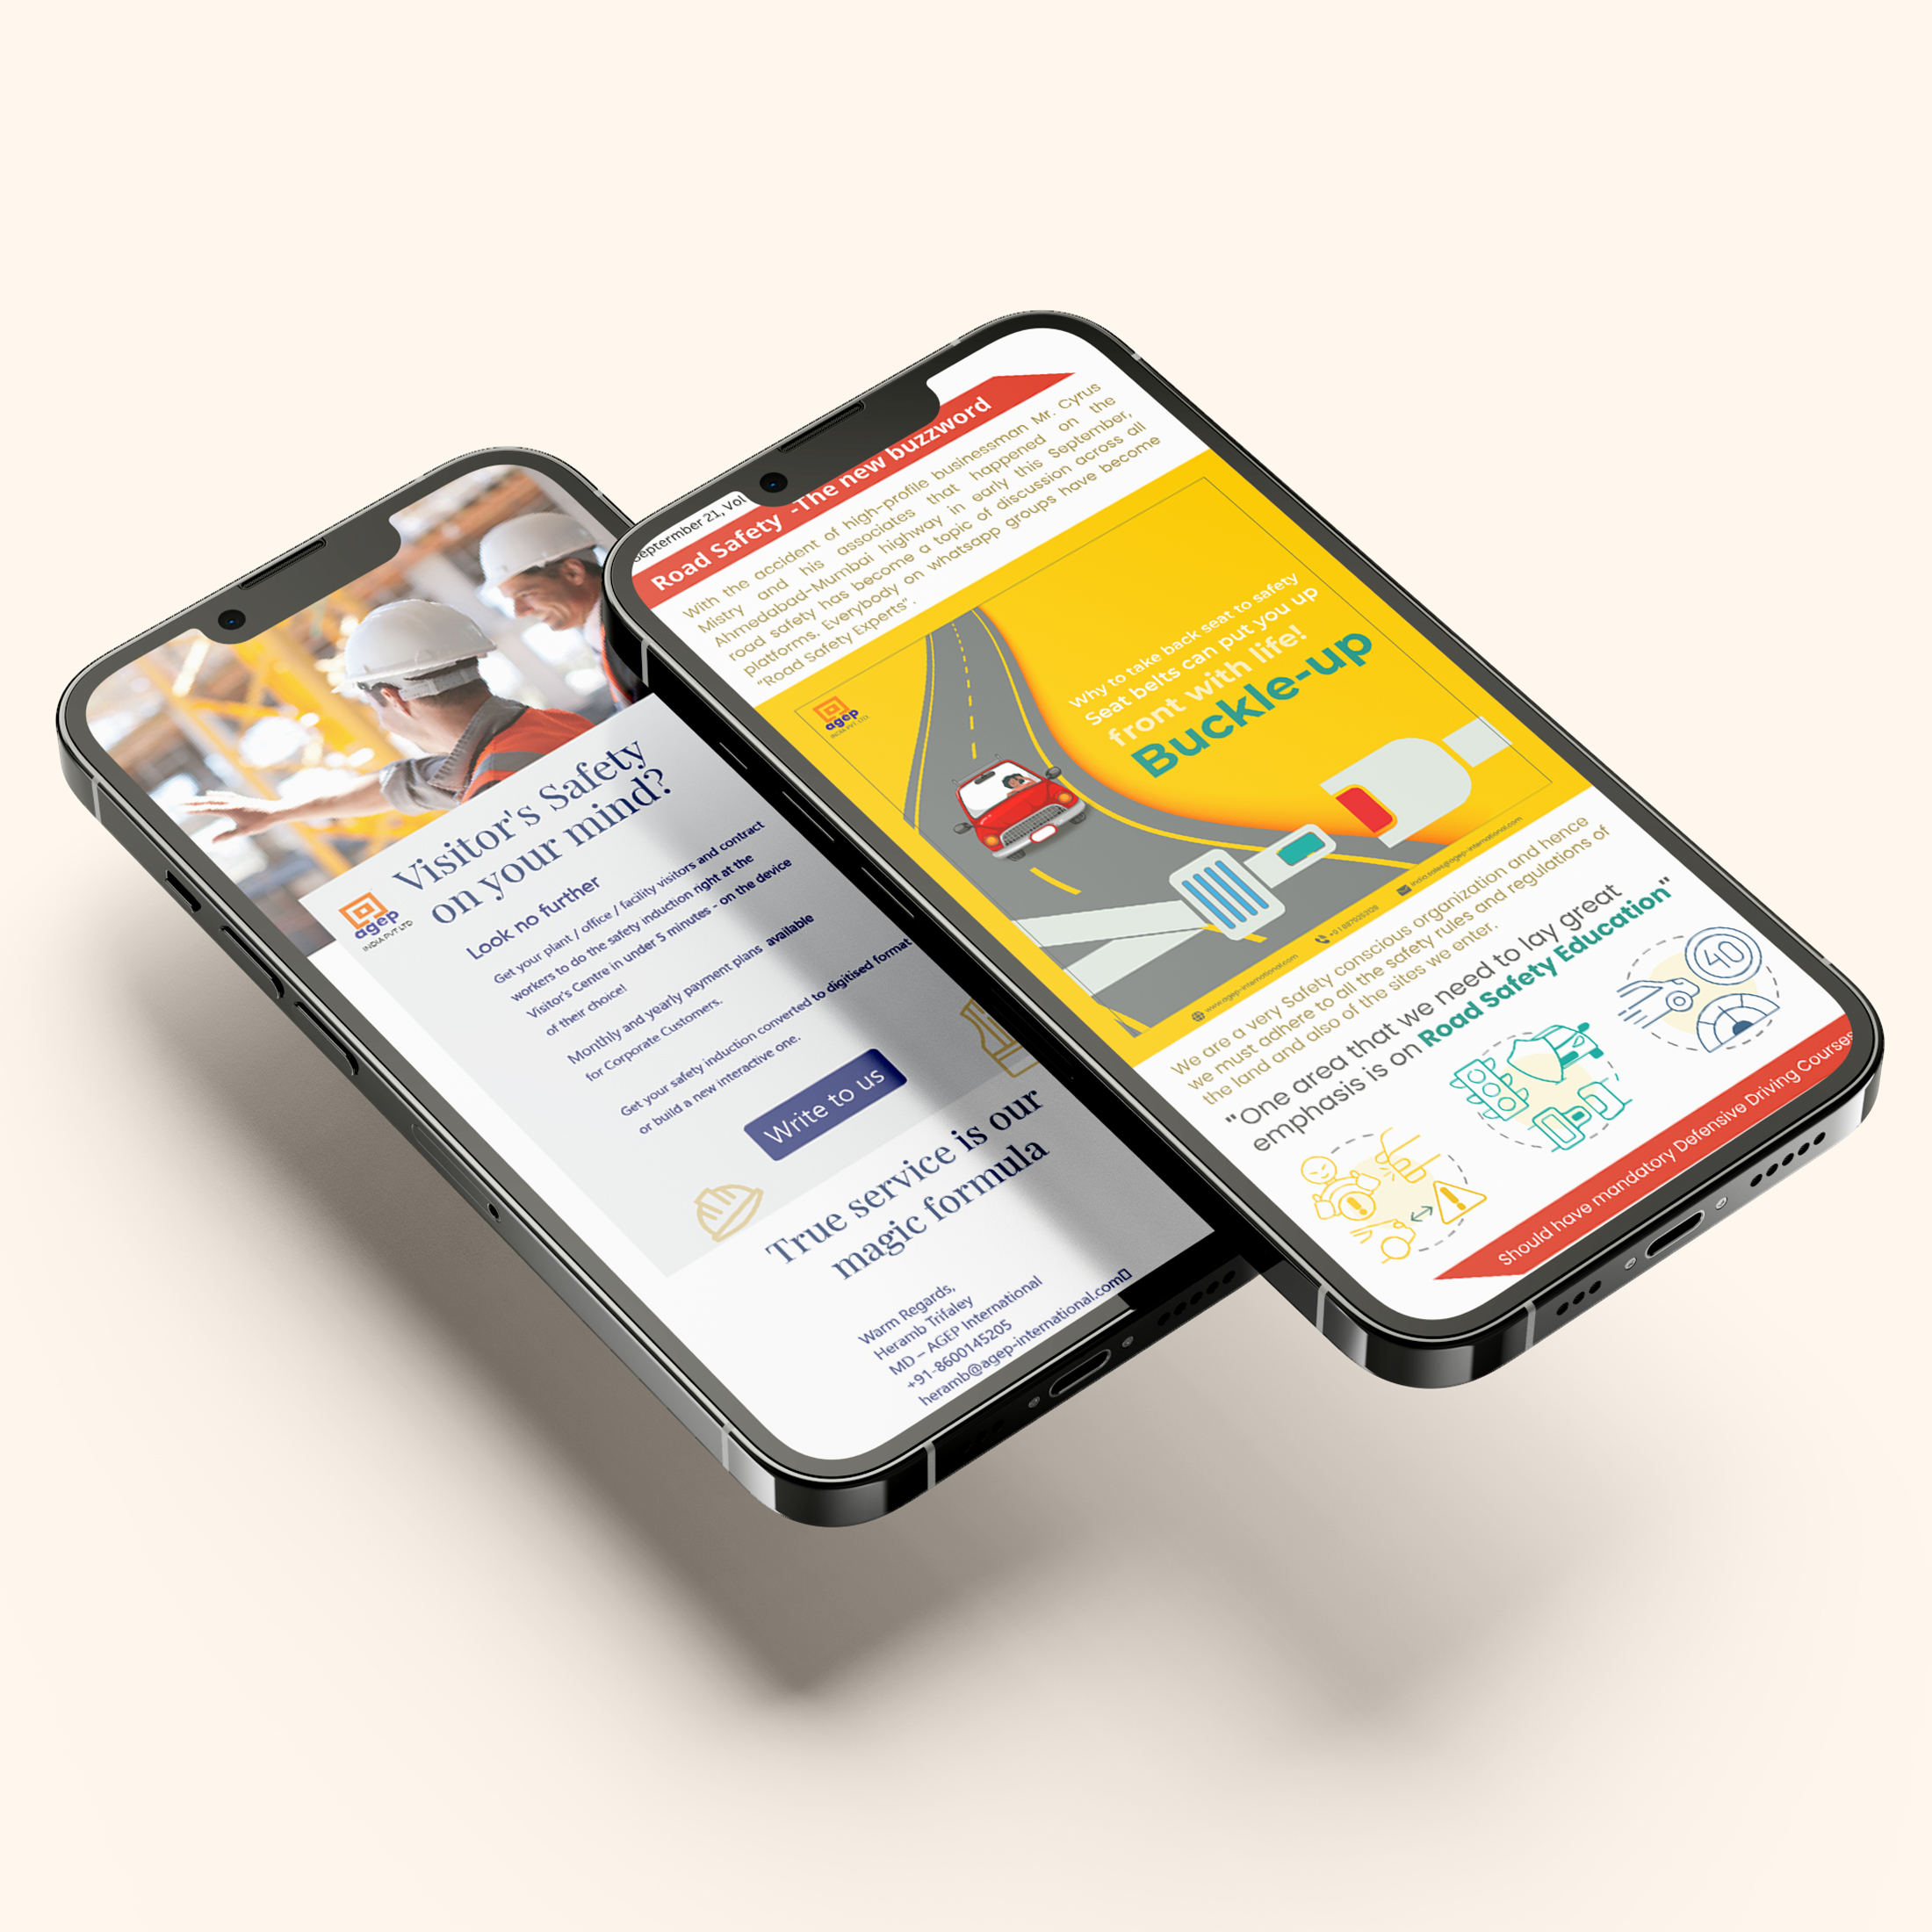 agep
INDIA PVT LTD
Visitor's Safety
on your mind?
Look no further
Get your plant / office / facility visitors and contract
workers to do the safety induction right at the
Visitor's Centre in under 5 minutes - on the device
of their choice!
Monthly and yearly payment plans available
for Corporate Customers.
Get your safety induction converted to digitised format
or build a new interactive one.
Write to us
True service is our
magic formula
Warm Regards,
Heramb Trifaley
MD – AGEP International
+91-8600145205
heramb@agep-international.com
Septermber 21, Vol
Road Safety -The new buzzword
With the accident of high-profile businessman Mr. Cyrus
Mistry and his associates that happened on the
Ahmedabad-Mumbai highway in early this September,
road safety has become a topic of discussion across all
platforms. Everybody on whatsapp groups have become
"Road Safety Experts".
agep
INDIA PVT LTD
Why to take back seat to safety
Seat belts can put you up
front with life!
Buckle-up
www.agep-international.com
india.sales@agep-international.com
We are a very Safety conscious organization and hence
we must adhere to all the safety rules and regulations of
the land and also of the sites we enter.
"One area that we need to lay great
emphasis is on Road Safety Education"
40
Should have mandatory Defensive Driving Courses